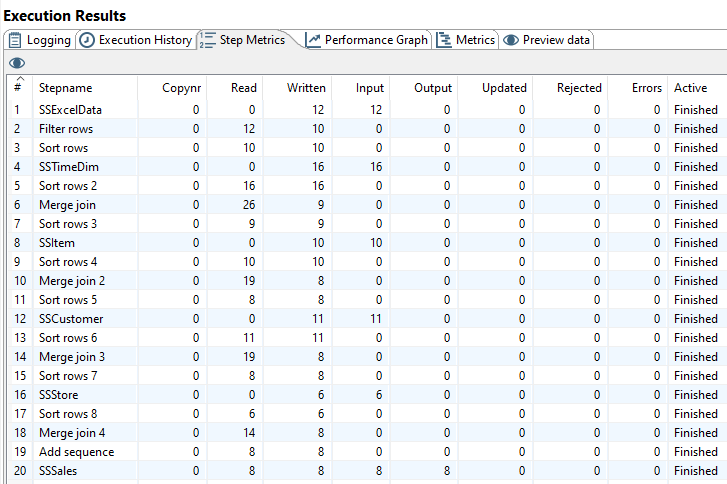 Execution Results
Logging Execution History Step Metrics Performance Graph Metrics Preview data
# Stepname Copynr Read Written Input Output Updated Rejected Errors Active
1 SSExcelData 0 0 12 12 0 0 0 0 Finished
2 Filter rows 0 12 10 0 0 0 0 0 Finished
3 Sort rows 0 10 10 0 0 0 0 0 Finished
4 SSTimeDim 0 0 16 16 0 0 0 0 Finished
5 Sort rows 2 0 16 16 0 0 0 0 0 Finished
6 Merge join 0 26 9 0 0 0 0 0 Finished
7 Sort rows 3 0 9 9 0 0 0 0 0 Finished
8 SSItem 0 0 10 10 0 0 0 0 Finished
9 Sort rows 4 0 10 10 0 0 0 0 0 Finished
10 Merge join 2 0 19 8 0 0 0 0 0 Finished
11 Sort rows 5 0 8 8 0 0 0 0 0 Finished
12 SSCustomer 0 0 11 11 0 0 0 0 Finished
13 Sort rows 6 0 11 11 0 0 0 0 0 Finished
14 Merge join 3 0 19 8 0 0 0 0 0 Finished
15 Sort rows 7 0 8 8 0 0 0 0 0 Finished
16 SSStore 0 0 6 6 0 0 0 0 Finished
17 Sort rows 8 0 6 6 0 0 0 0 0 Finished
18 Merge join 4 0 14 8 0 0 0 0 0 Finished
19 Add sequence 0 8 8 0 0 0 0 0 Finished
20 SSSales 0 8 8 8 8 0 0 0 Finished